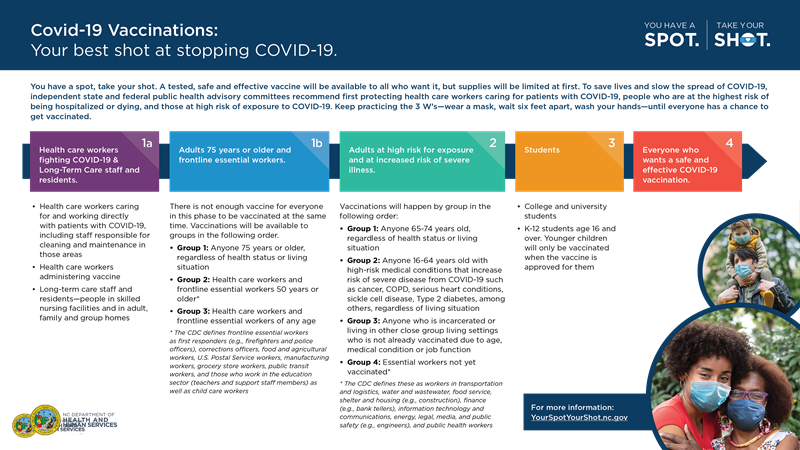 Covid-19 Vaccinations:
Your best shot at stopping COVID-19.
YOU HAVE A
SPOT.
TAKE YOUR
SHOT.
You have a spot, take your shot. A tested, safe and effective vaccine will be available to all who want it, but supplies will be limited at first. To save lives and slow the spread of COVID-19,
independent state and federal public health advisory committees recommend first protecting health care workers caring for patients with COVID-19, people who are at the highest risk of
being hospitalized or dying, and those at high risk of exposure to COVID-19. Keep practicing the 3 W's—wear a mask, wait six feet apart, wash your hands—until everyone has a chance to
get vaccinated.
1a
Health care workers
fighting COVID-19 &
Long-Term Care staff and
residents.
• Health care workers caring
for and working directly
with patients with COVID-19,
including staff responsible for
cleaning and maintenance in
those areas
• Health care workers
administering vaccine
• Long-term care staff and
residents—people in skilled
nursing facilities and in adult,
family and group homes
1b
Adults 75 years or older and
frontline essential workers.
There is not enough vaccine for everyone
in this phase to be vaccinated at the same
time. Vaccinations will be available to
groups in the following order.
• Group 1: Anyone 75 years or older,
regardless of health status or living
situation
• Group 2: Health care workers and
frontline essential workers 50 years or
older*
• Group 3: Health care workers and
frontline essential workers of any age
* The CDC defines frontline essential workers
as first responders (e.g., firefighters and police
officers), corrections officers, food and agricultural
workers, U.S. Postal Service workers, manufacturing
workers, grocery store workers, public transit
workers, and those who work in the education
sector (teachers and support staff members) as
well as child care workers
2
Adults at high risk for exposure
and at increased risk of severe
illness.
Vaccinations will happen by group in the
following order:
• Group 1: Anyone 65-74 years old,
regardless of health status or living
situation
• Group 2: Anyone 16-64 years old with
high-risk medical conditions that increase
risk of severe disease from COVID-19 such
as cancer, COPD, serious heart conditions,
sickle cell disease, Type 2 diabetes, among
others, regardless of living situation
• Group 3: Anyone who is incarcerated or
living in other close group living settings
who is not already vaccinated due to age,
medical condition or job function
• Group 4: Essential workers not yet
vaccinated*
* The CDC defines these as workers in transportation
and logistics, water and wastewater, food service,
shelter and housing (e.g., construction), finance
(e.g., bank tellers), information technology and
communications, energy, legal, media, and public
safety (e.g., engineers), and public health workers
3
Students
• College and university
students
• K-12 students age 16 and
over. Younger children
will only be vaccinated
when the vaccine is
approved for them
4
Everyone who
wants a safe and
effective COVID-19
vaccination.
For more information:
YourSpotYourShot.nc.gov
NC DEPARTMENT OF
HEALTH AND
HUMAN SERVICES